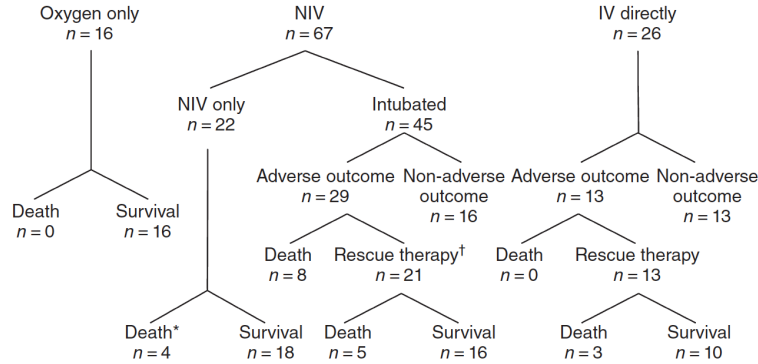 Oxygen only
n = 16
NIV
n = 67
IV directly
n = 26
NIV only
n = 22
Intubated
n = 45
Adverse outcome
n = 29
Non-adverse
outcome
n = 16
Adverse outcome
n = 13
Non-adverse
outcome
n = 13
Death
n = 0
Survival
n = 16
Death
n = 8
Rescue therapy†
n = 21
Death
n = 0
Rescue therapy
n = 13
Death*
n = 4
Survival
n = 18
Death
n = 5
Survival
n = 16
Death
n = 3
Survival
n = 10